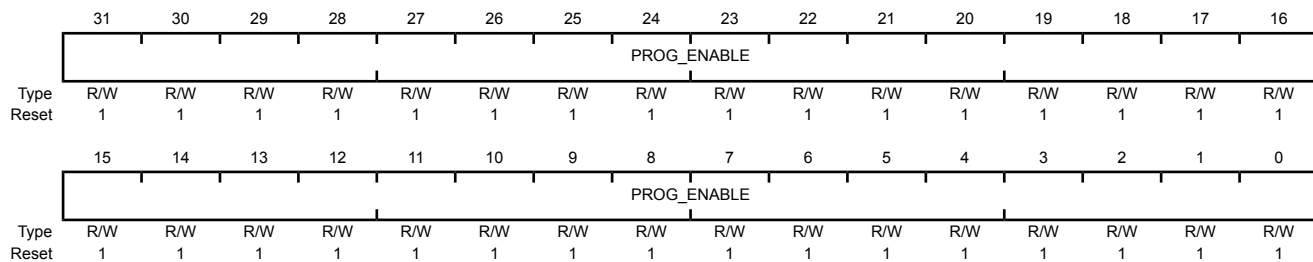 31 30 29 28 27 26 25 24 23 22 21 20 19 18 17 16
PROG_ENABLE
Type R/W R/W R/W R/W R/W R/W R/W R/W R/W R/W R/W R/W R/W R/W R/W R/W
Reset 1 1 1 1 1 1 1 1 1 1 1 1 1 1 1 1
15 14 13 12 11 10 9 8 7 6 5 4 3 2 1 0
PROG_ENABLE
Type R/W R/W R/W R/W R/W R/W R/W R/W R/W R/W R/W R/W R/W R/W R/W R/W
Reset 1 1 1 1 1 1 1 1 1 1 1 1 1 1 1 1